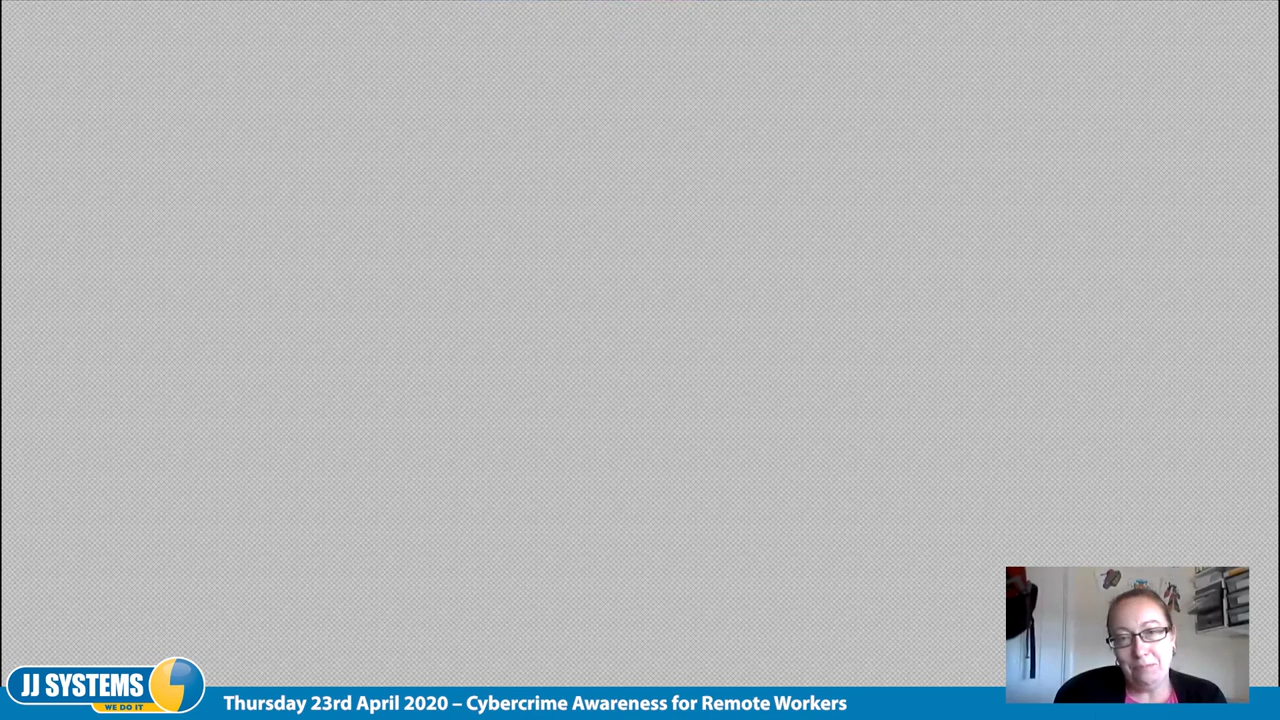 JJ SYSTEMS
WE DO IT
Thursday 23rd April 2020 – Cybercrime Awareness for Remote Workers